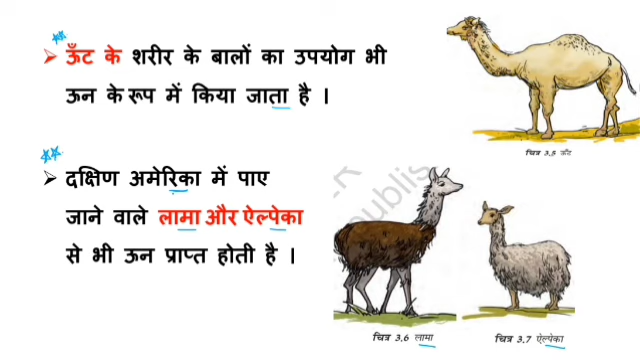 ➢ ऊँट के शरीर के बालों का उपयोग भी
ऊन के रूप में किया जाता है ।
➢ दक्षिण अमेरिका में पाए
जाने वाले लामा और ऐल्पेका
से भी ऊन प्राप्त होती है ।
चित्र 3.5 ऊँट
चित्र 3.6 लामा
चित्र 3.7 ऐल्पेका